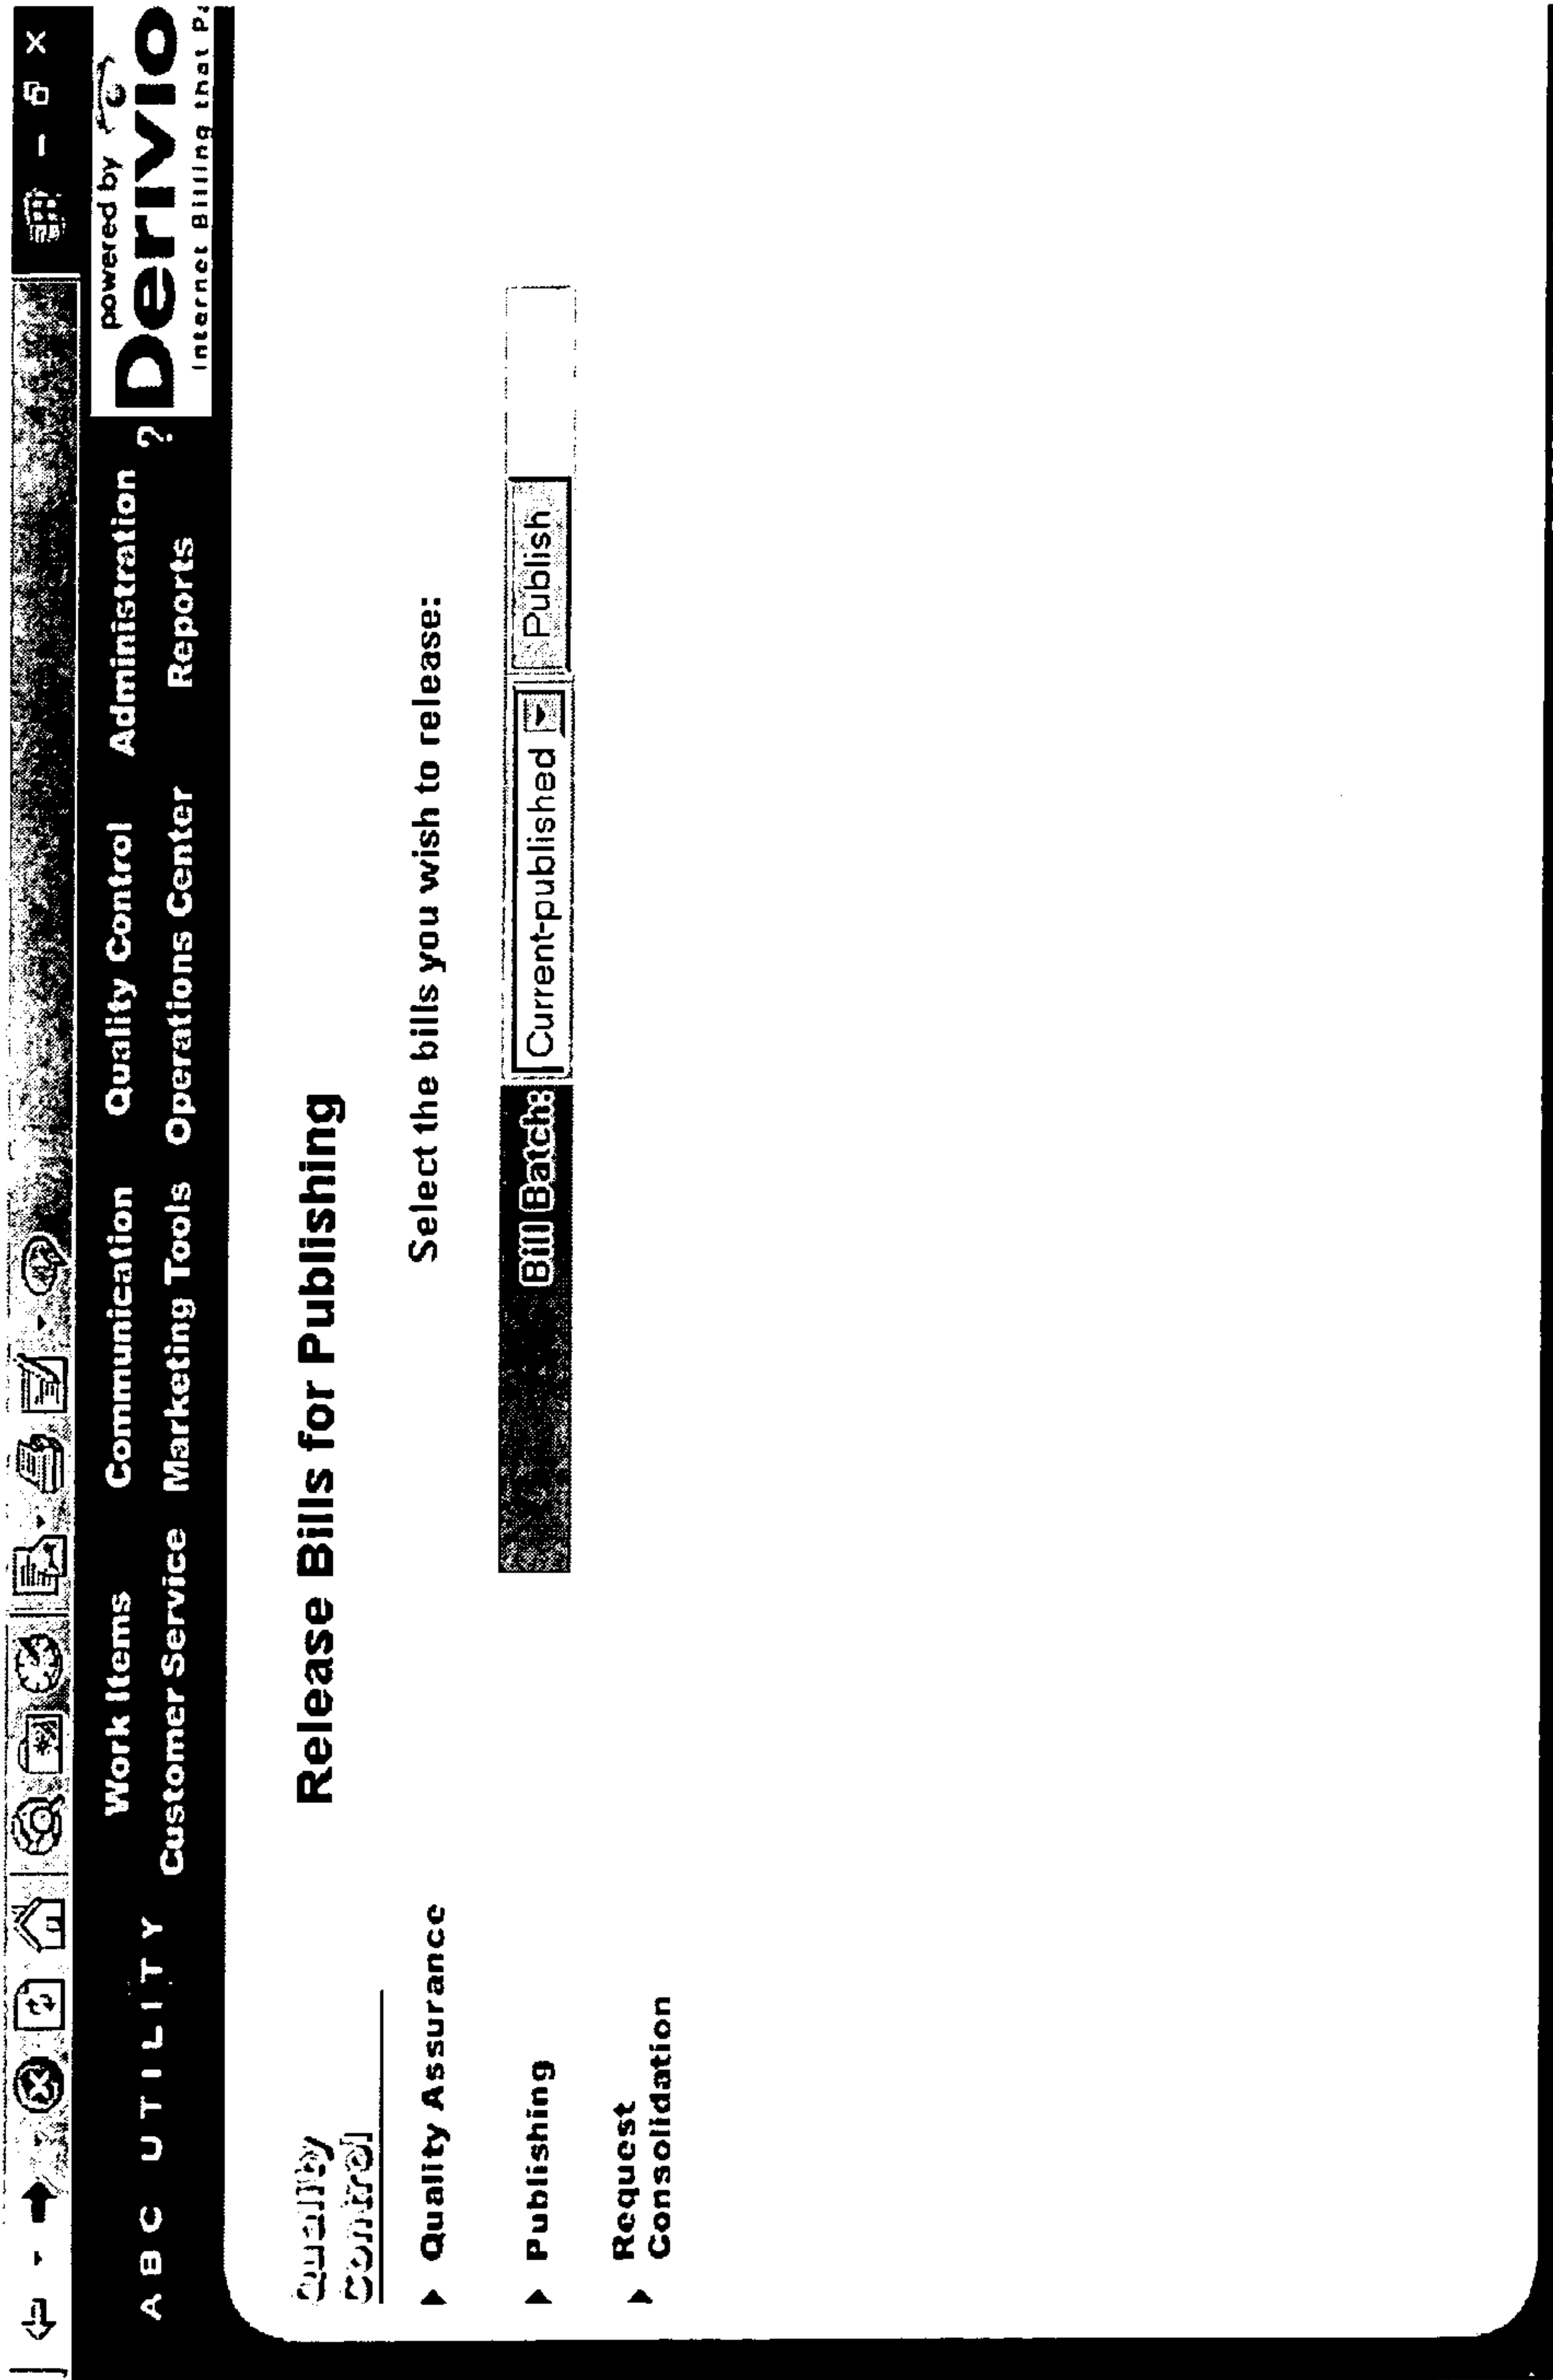 powered by
Derivio
Internet Billing that Pa
ABC UTILITY
Work Items Communication Quality Control Administration ?
Customer Service Marketing Tools Operations Center Reports
Quality
Control
Quality Assurance
Publishing
Request
Consolidation
Release Bills for Publishing
Select the bills you wish to release:
Bill Batch: Current-published Publish